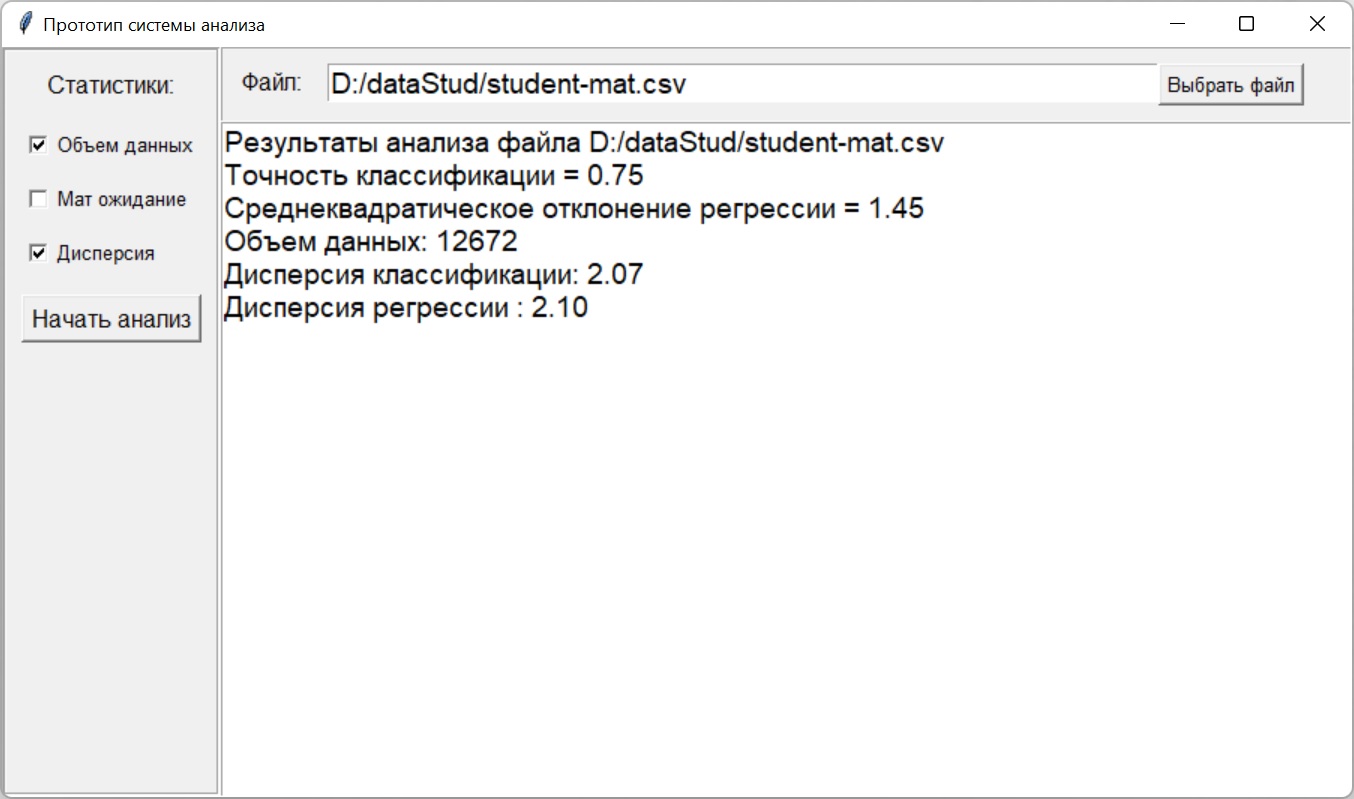 Прототип системы анализа
Статистики:
Объем данных
Мат ожидание
Дисперсия
Начать анализ
Файл: D:/dataStud/student-mat.csv Выбрать файл
Результаты анализа файла D:/dataStud/student-mat.csv
Точность классификации = 0.75
Среднеквадратическое отклонение регрессии = 1.45
Объем данных: 12672
Дисперсия классификации: 2.07
Дисперсия регрессии : 2.10